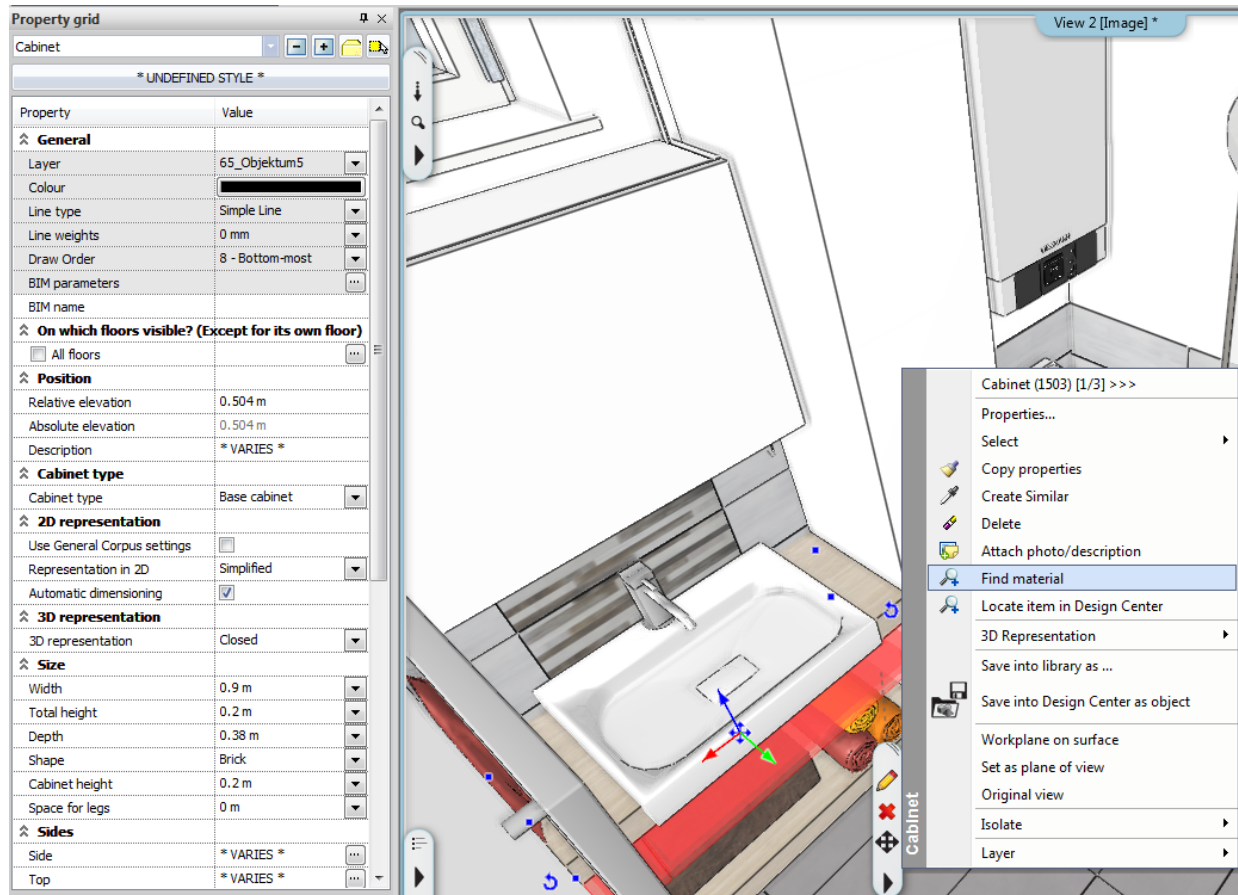 Property grid
Cabinet
* UNDEFINED STYLE *
Property Value
General
Layer 65_Objektum5
Colour
Line type Simple Line
Line weights 0 mm
Draw Order 8 - Bottom-most
BIM parameters
BIM name
On which floors visible? (Except for its own floor)
All floors
Position
Relative elevation 0.504 m
Absolute elevation 0.504 m
Description * VARIES *
Cabinet type
Cabinet type Base cabinet
2D representation
Use General Corpus settings
Representation in 2D Simplified
Automatic dimensioning
3D representation
3D representation Closed
Size
Width 0.9 m
Total height 0.2 m
Depth 0.38 m
Shape Brick
Cabinet height 0.2 m
Space for legs 0 m
Sides
Side * VARIES *
Top * VARIES *
View 2 [Image] *
Cabinet (1503) [1/3] >>>
Properties...
Select
Copy properties
Create Similar
Delete
Attach photo/description
Find material
Locate item in Design Center
3D Representation
Save into library as ...
Save into Design Center as object
Workplane on surface
Set as plane of view
Original view
Isolate
Layer
Cabinet